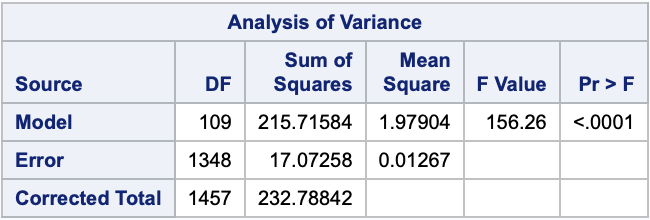 Analysis of Variance
Source DF Sum of Squares Mean Square F Value Pr > F
Model 109 215.71584 1.97904 156.26 <.0001
Error 1348 17.07258 0.01267
Corrected Total 1457 232.78842